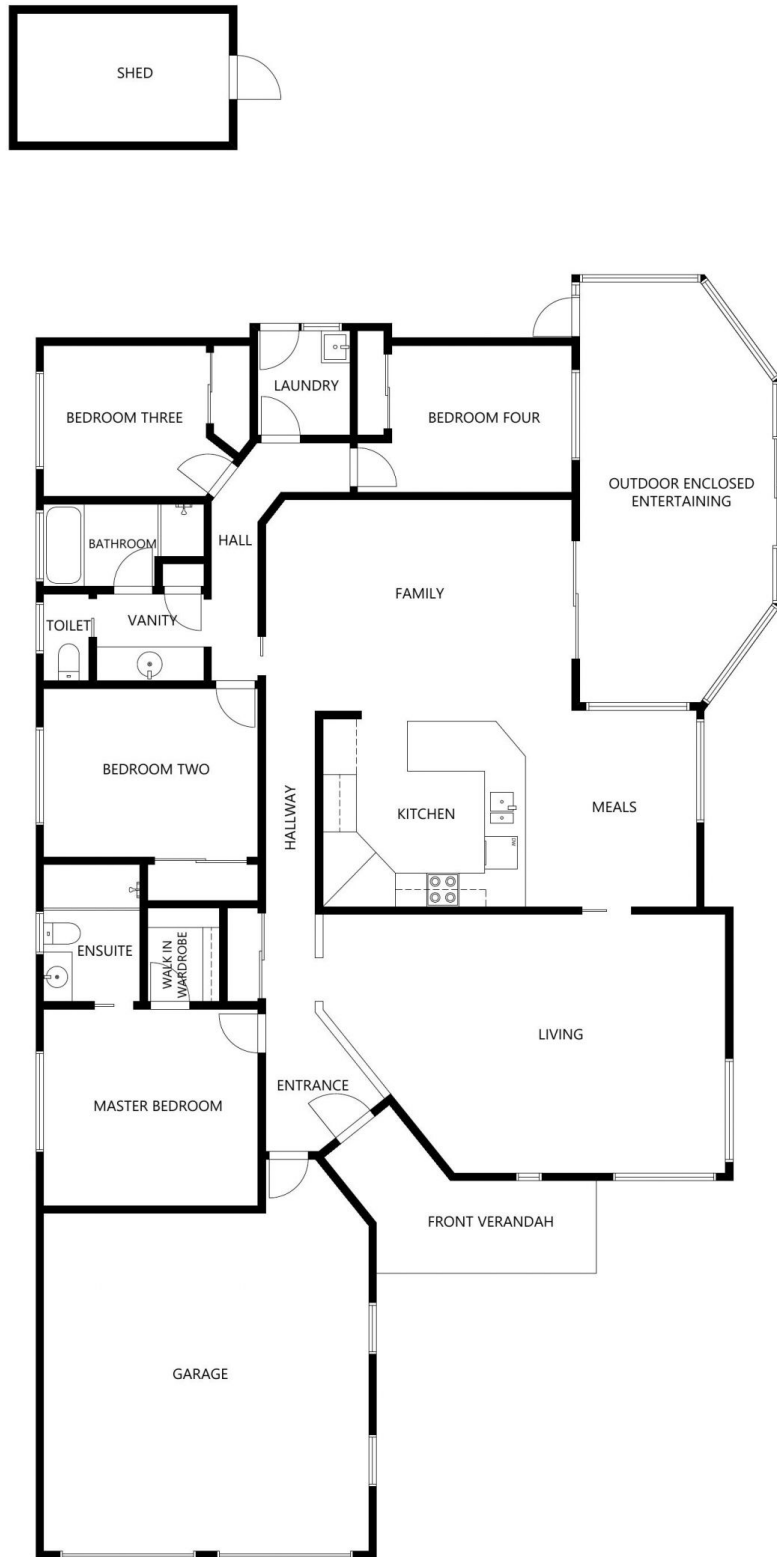 SHED
LAUNDRY
BEDROOM THREE
BEDROOM FOUR
OUTDOOR ENCLOSED
ENTERTAINING
BATHROOM
HALL
FAMILY
TOILET
VANITY
BEDROOM TWO
HALLWAY
KITCHEN
MEALS
DW
ENSUITE
WALK IN
WARDROBE
LIVING
ENTRANCE
MASTER BEDROOM
FRONT VERANDAH
GARAGE